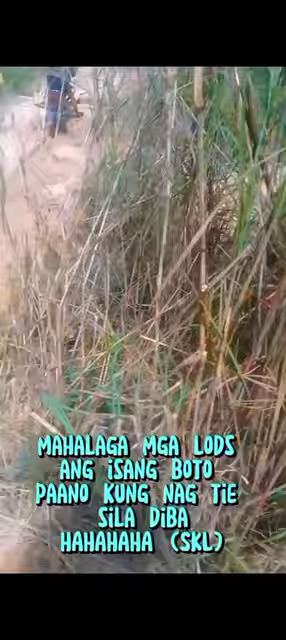 MAHALAGA MGA LODS
ANG iSANG BOTO
PAANO KUNG NAG TiE
SiLA DiBA
HAHAHAHA (SKL)